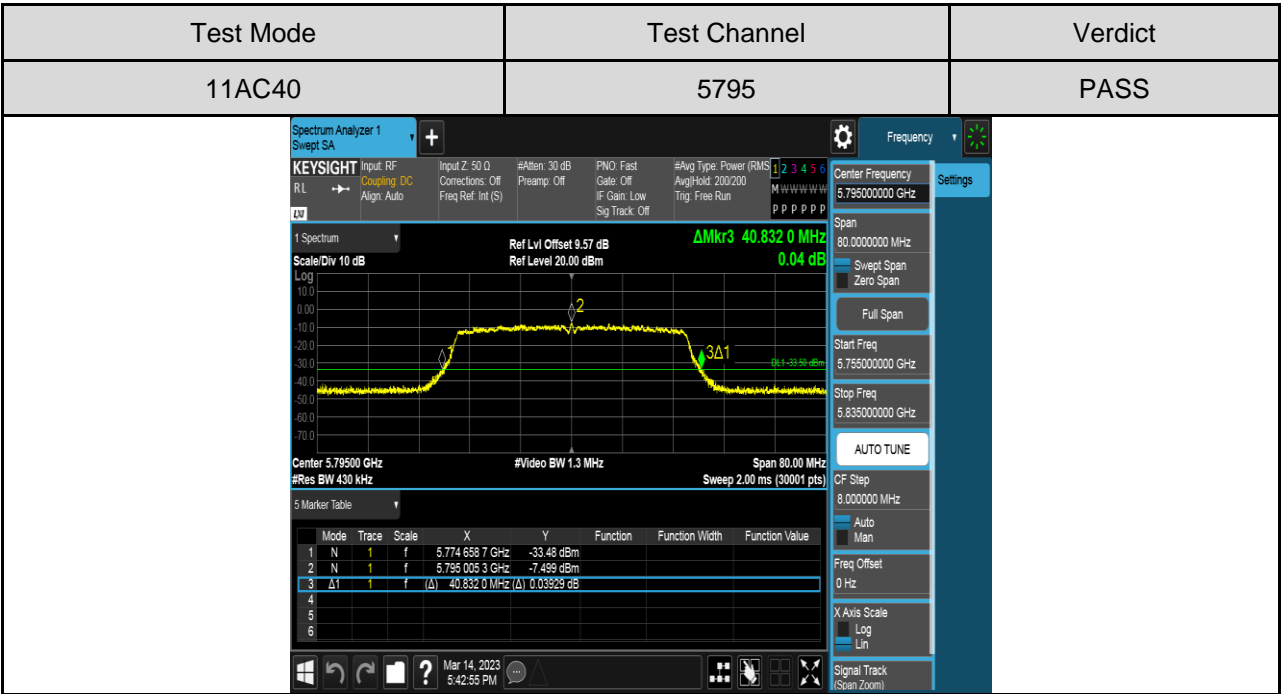 Test Mode Test Channel Verdict
11AC40 5795 PASS
Spectrum Analyzer 1
Swept SA
+
Frequency
KEYSIGHT Input: RF Input Z: 50 Ω #Atten: 30 dB PNO: Fast #Avg Type: Power (RMS 1 2 3 4 5 6
RL Coupling: DC Corrections: Off Preamp: Off Gate: Off Avg|Hold: 200/200 M W W W W W
Align: Auto Freq Ref: Int (S) IF Gain: Low Trig: Free Run
LXI Sig Track: Off P P P P P P
1 Spectrum Ref Lvl Offset 9.57 dB ΔMkr3 40.832 0 MHz
Scale/Div 10 dB Ref Level 20.00 dBm 0.04 dB
Log
10.0
0.00
-10.0
-20.0
-30.0
-40.0
-50.0
-60.0
-70.0
2
1
3Δ1
DL1 -33.50 dBm
Center 5.79500 GHz #Video BW 1.3 MHz Span 80.00 MHz
#Res BW 430 kHz Sweep 2.00 ms (30001 pts)
5 Marker Table
Mode Trace Scale X Y Function Function Width Function Value
1 N 1 f 5.774 658 7 GHz -33.48 dBm
2 N 1 f 5.795 005 3 GHz -7.499 dBm
3 Δ1 1 f (Δ) 40.832 0 MHz (Δ) 0.03929 dB
4
5
6
?
Mar 14, 2023
5:42:55 PM
Center Frequency
5.795000000 GHz
Settings
Span
80.0000000 MHz
Swept Span
Zero Span
Full Span
Start Freq
5.755000000 GHz
Stop Freq
5.835000000 GHz
AUTO TUNE
CF Step
8.000000 MHz
Auto
Man
Freq Offset
0 Hz
X Axis Scale
Log
Lin
Signal Track
(Span Zoom)